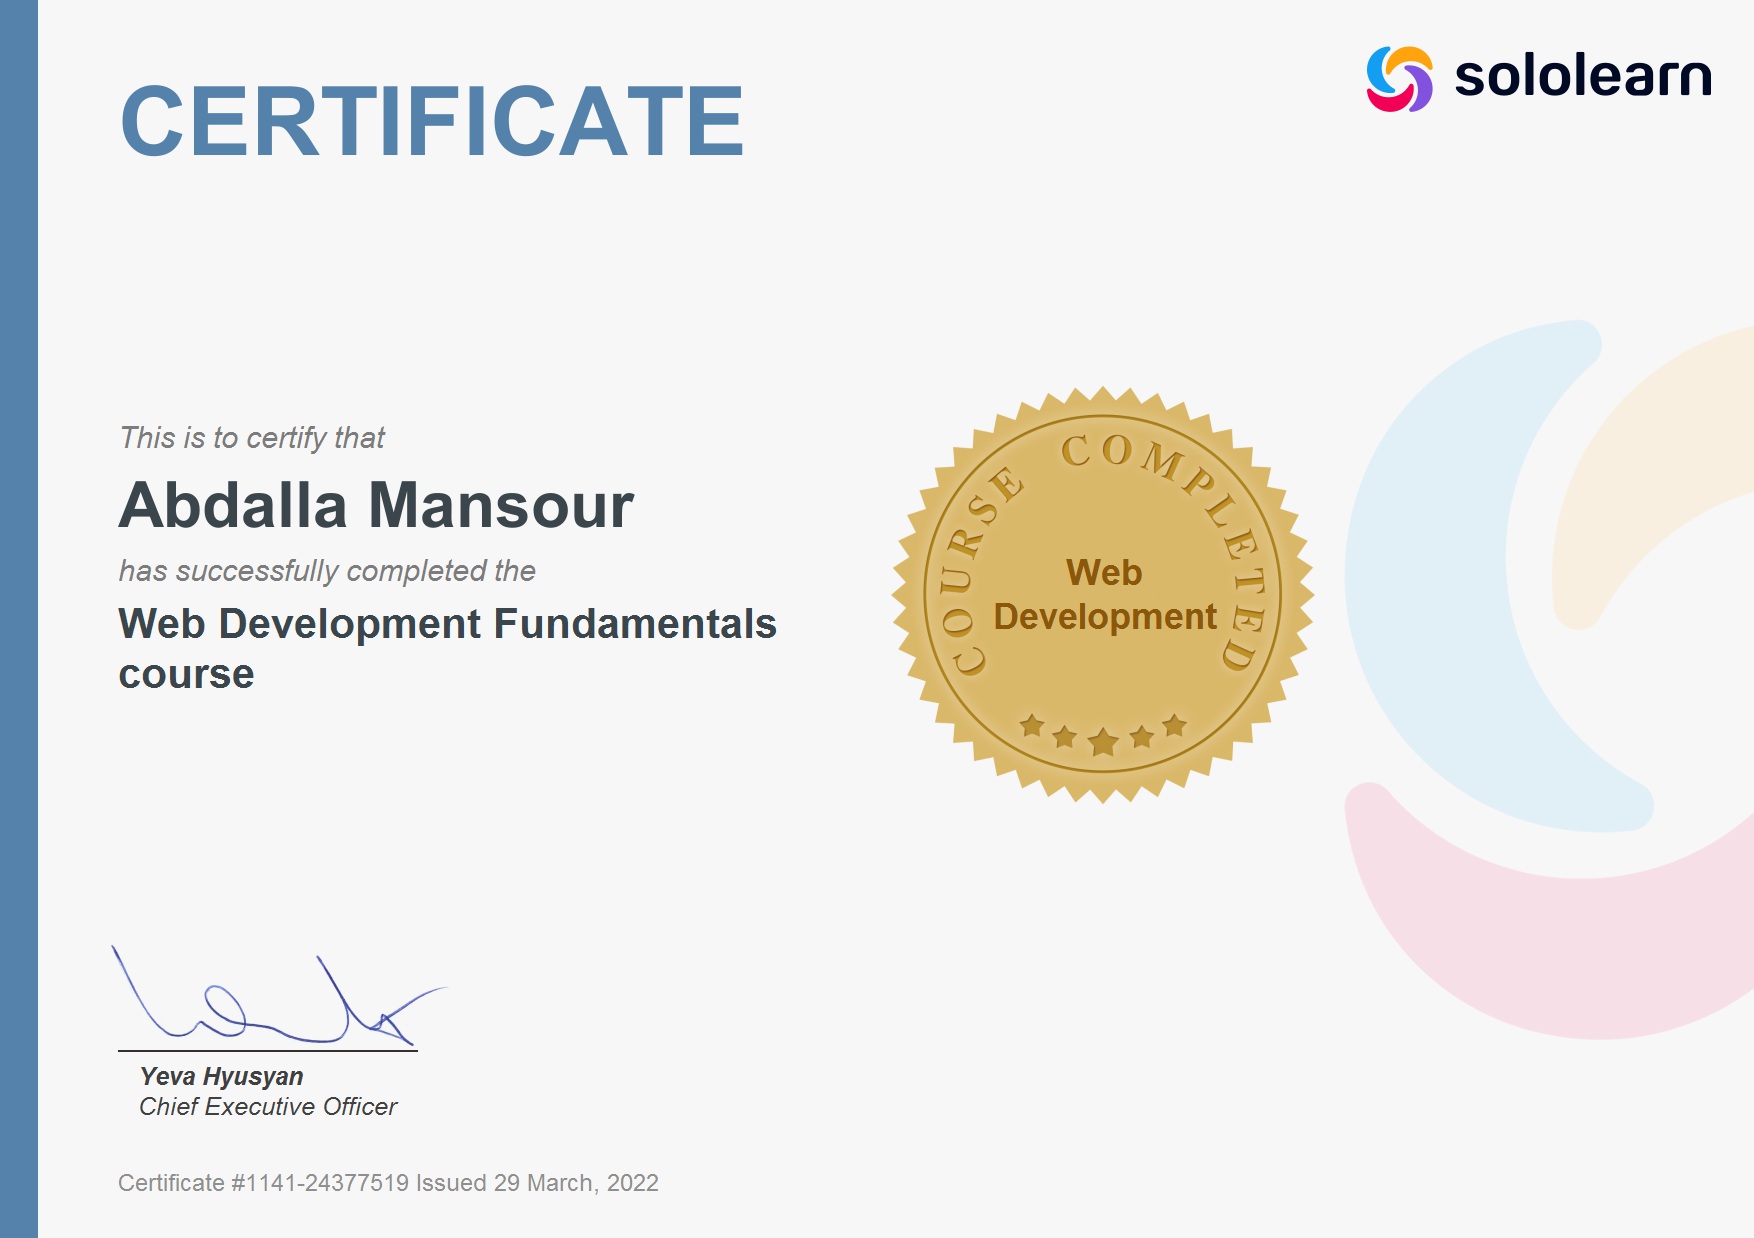 CERTIFICATE
sololearn
This is to certify that
Abdalla Mansour
has successfully completed the
Web Development Fundamentals
course
COURSE COMPLETED
Web
Development
Yeva Hyusyan
Chief Executive Officer
Certificate #1141-24377519 Issued 29 March, 2022